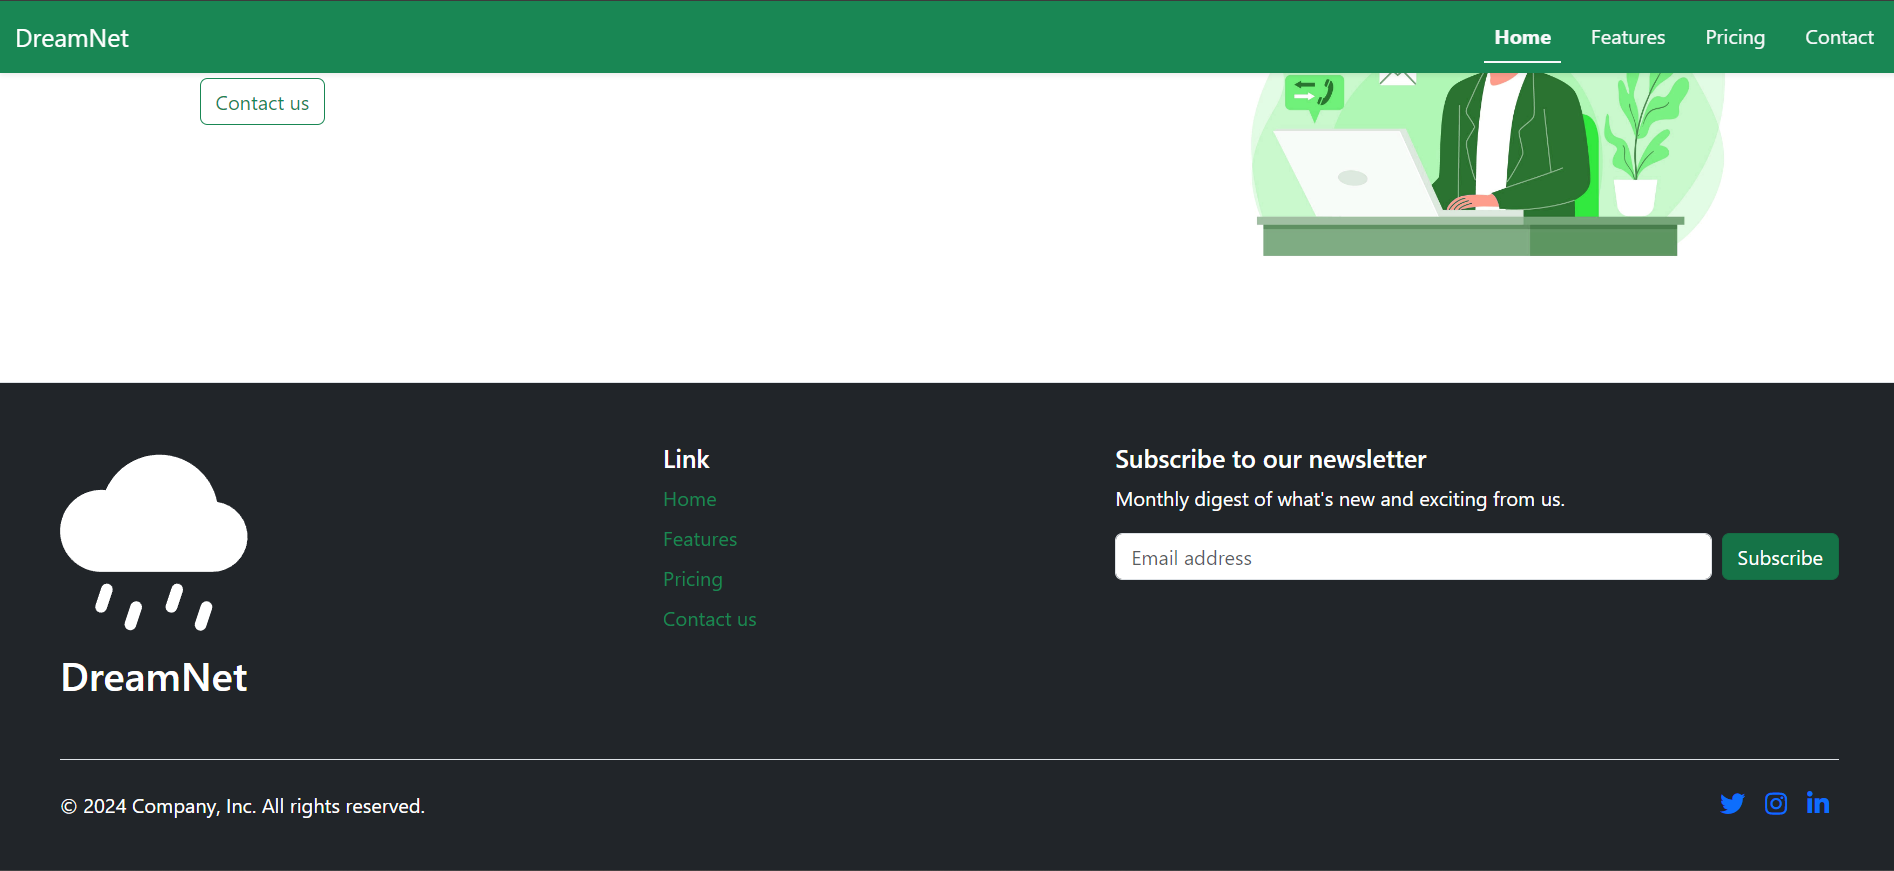 DreamNet
Home Features Pricing Contact
Contact us
DreamNet
Link
Home
Features
Pricing
Contact us
Subscribe to our newsletter
Monthly digest of what's new and exciting from us.
Email address Subscribe
© 2024 Company, Inc. All rights reserved.